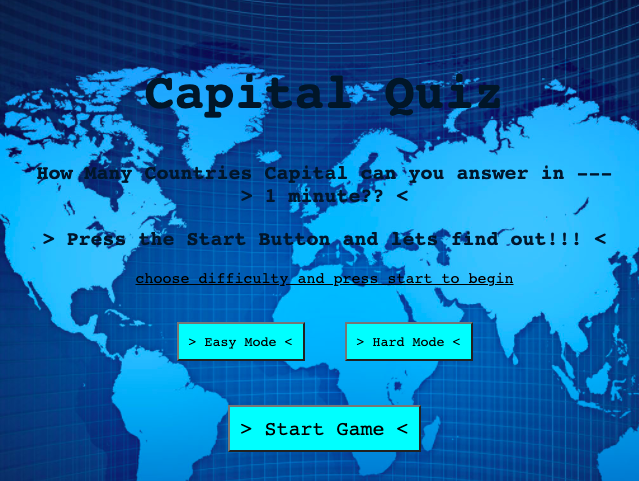 Capital Quiz
How Many Countries Capital can you answer in ---
> 1 minute?? <
> Press the Start Button and lets find out!!! <
choose difficulty and press start to begin
> Easy Mode < > Hard Mode <
> Start Game <